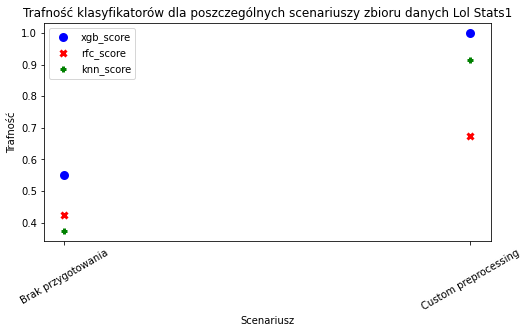 Trafność klasyfikatorów dla poszczególnych scenariuszy zbioru danych Lol Stats1
xgb_score
rfc_score
knn_score
1.0
0.9
0.8
0.7
0.6
0.5
0.4
Trafność
Brak przygotowania
Custom preprocessing
Scenariusz